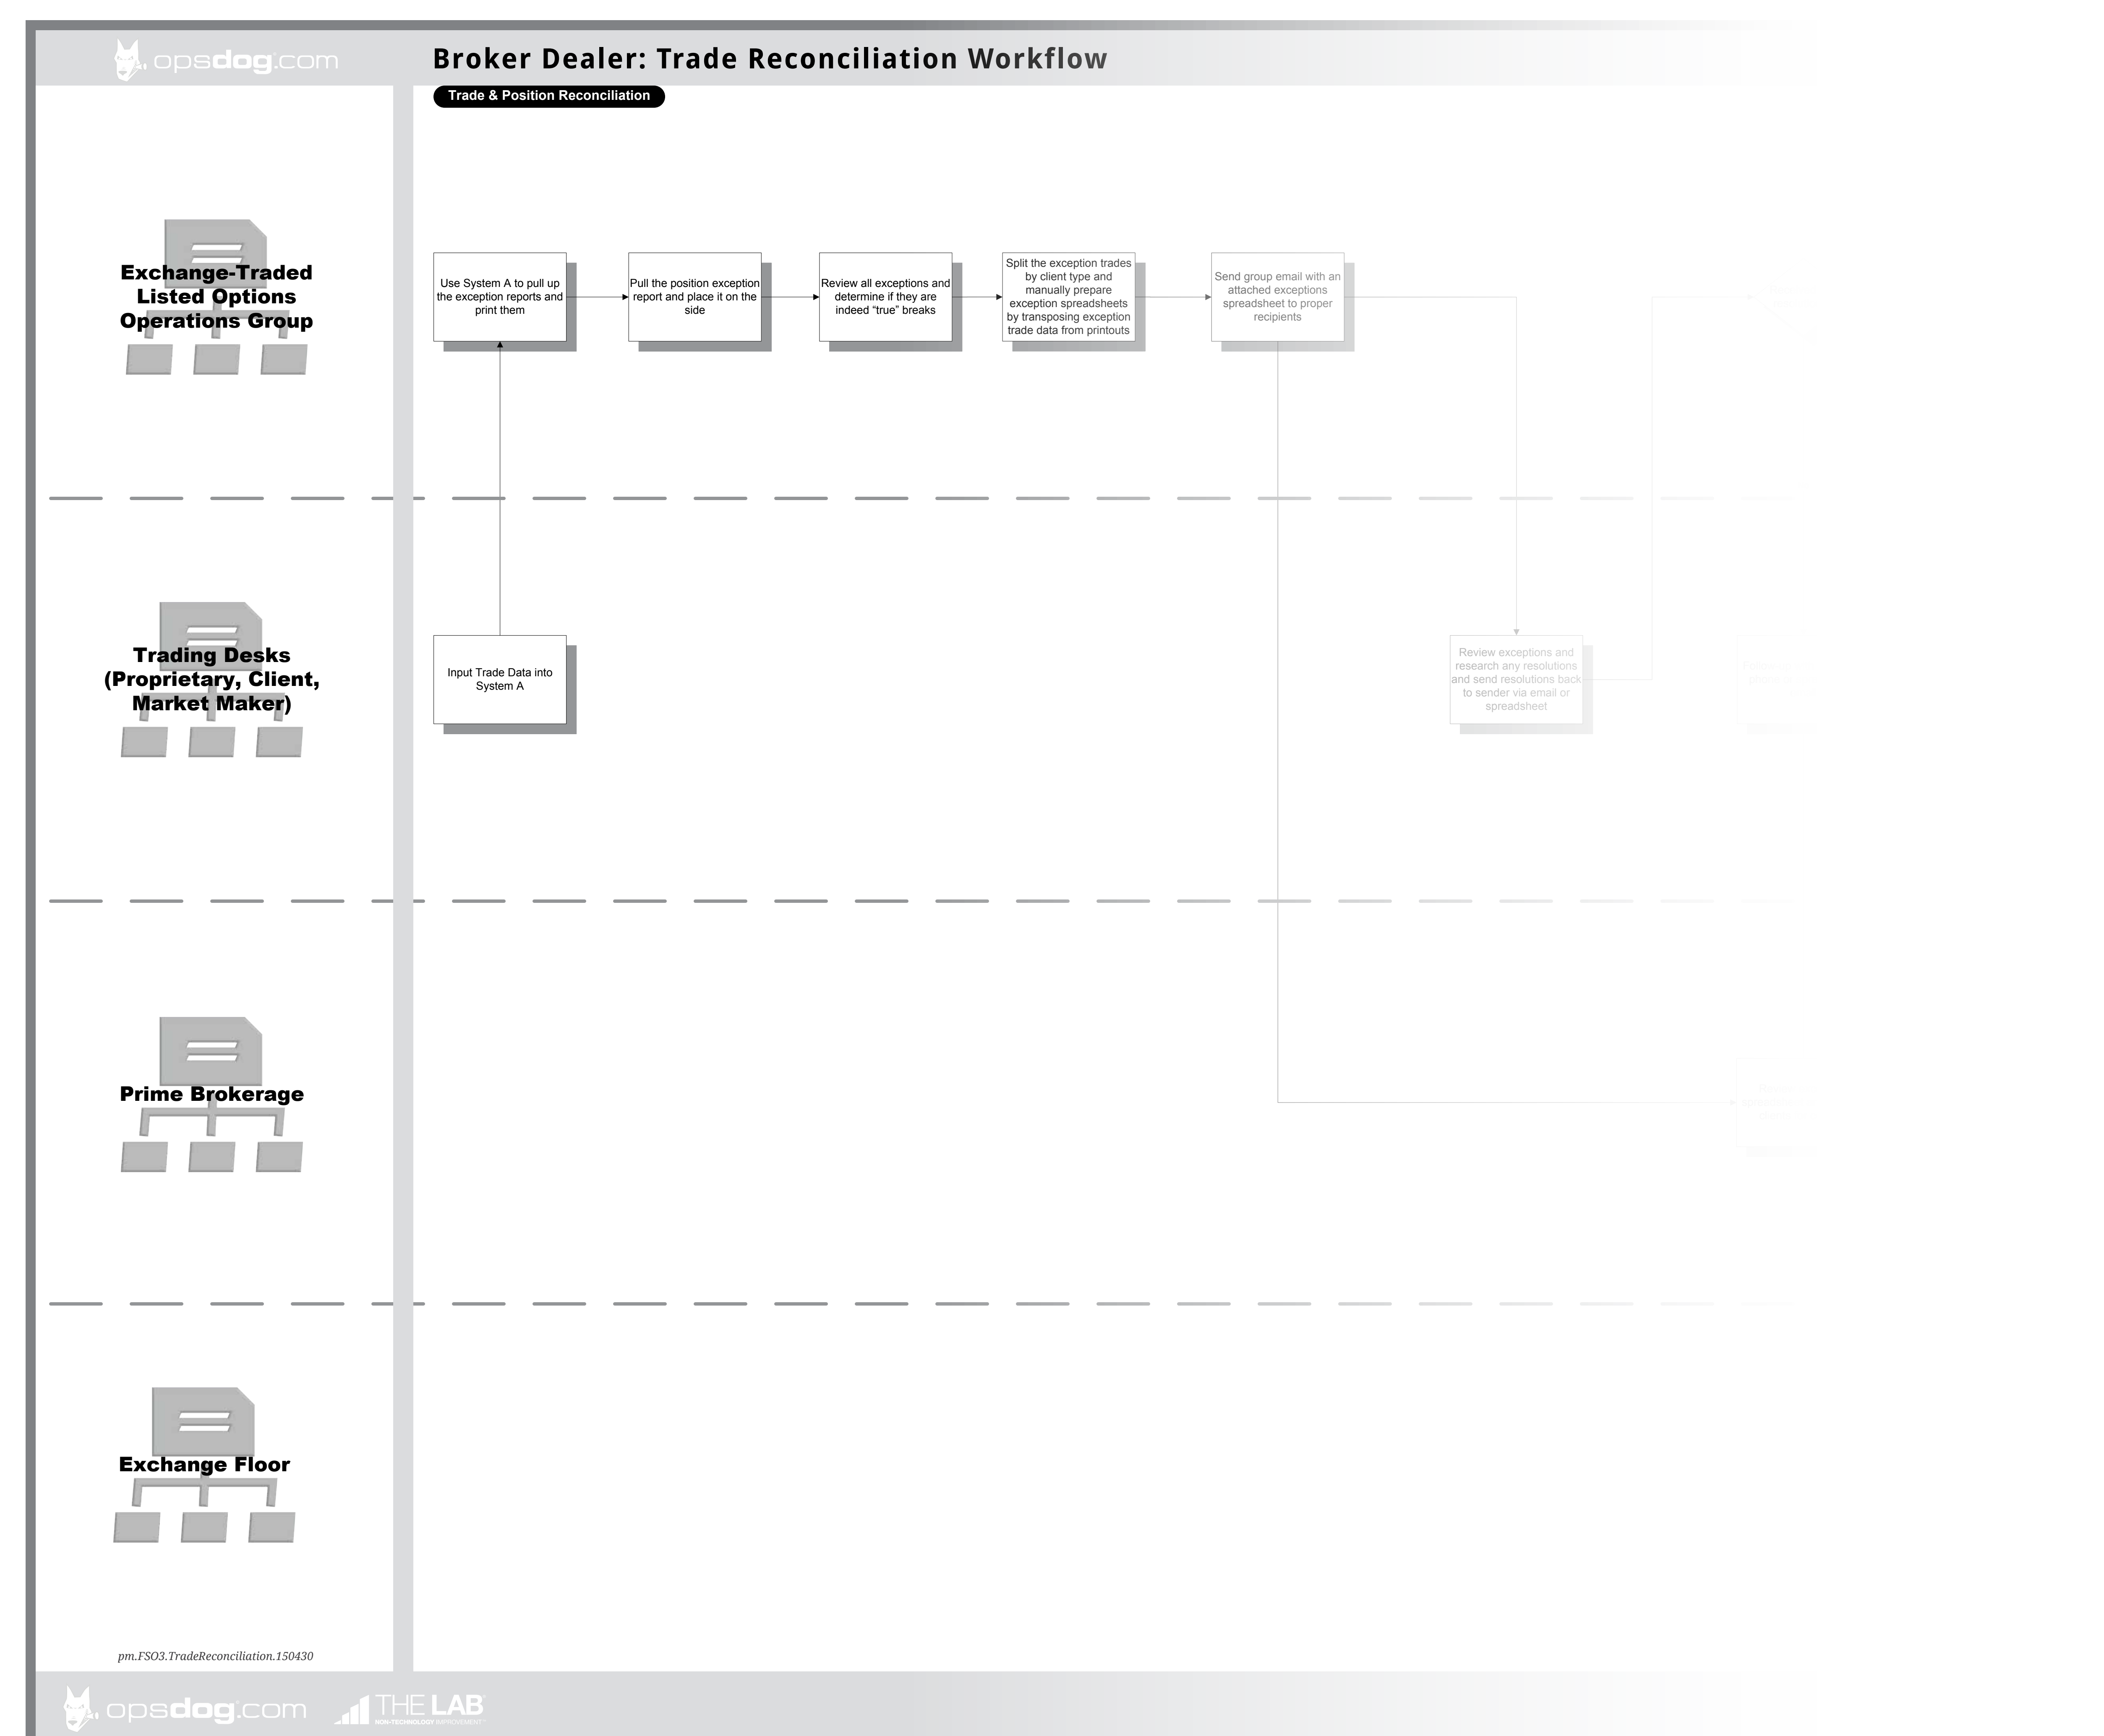 opsdog.com
Broker Dealer: Trade Reconciliation Workflow
Trade & Position Reconciliation
Exchange-Traded
Listed Options
Operations Group
Use System A to pull up
the exception reports and
print them
Pull the position exception
report and place it on the
side
Review all exceptions and
determine if they are
indeed “true” breaks
Split the exception trades
by client type and
manually prepare
exception spreadsheets
by transposing exception
trade data from printouts
Send group email with an
attached exceptions
spreadsheet to proper
recipients
Trading Desks
(Proprietary, Client,
Market Maker)
Input Trade Data into
System A
Review exceptions and
research any resolutions
and send resolutions back
to sender via email or
spreadsheet
Prime Brokerage
Exchange Floor
pm.FSO3.TradeReconciliation.150430
opsdog.com
THE LAB
NON-TECHNOLOGY IMPROVEMENT